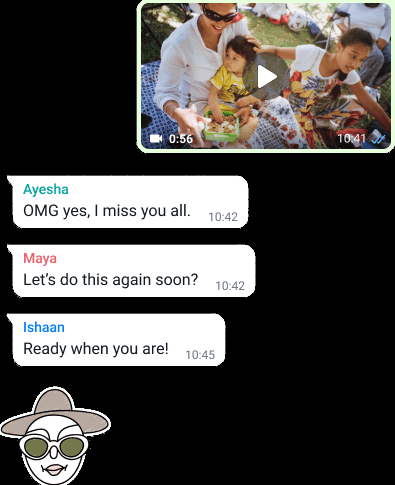 0:56
10:41
Ayesha
OMG yes, I miss you all.
10:42
Maya
Let’s do this again soon?
10:42
Ishaan
Ready when you are!
10:45